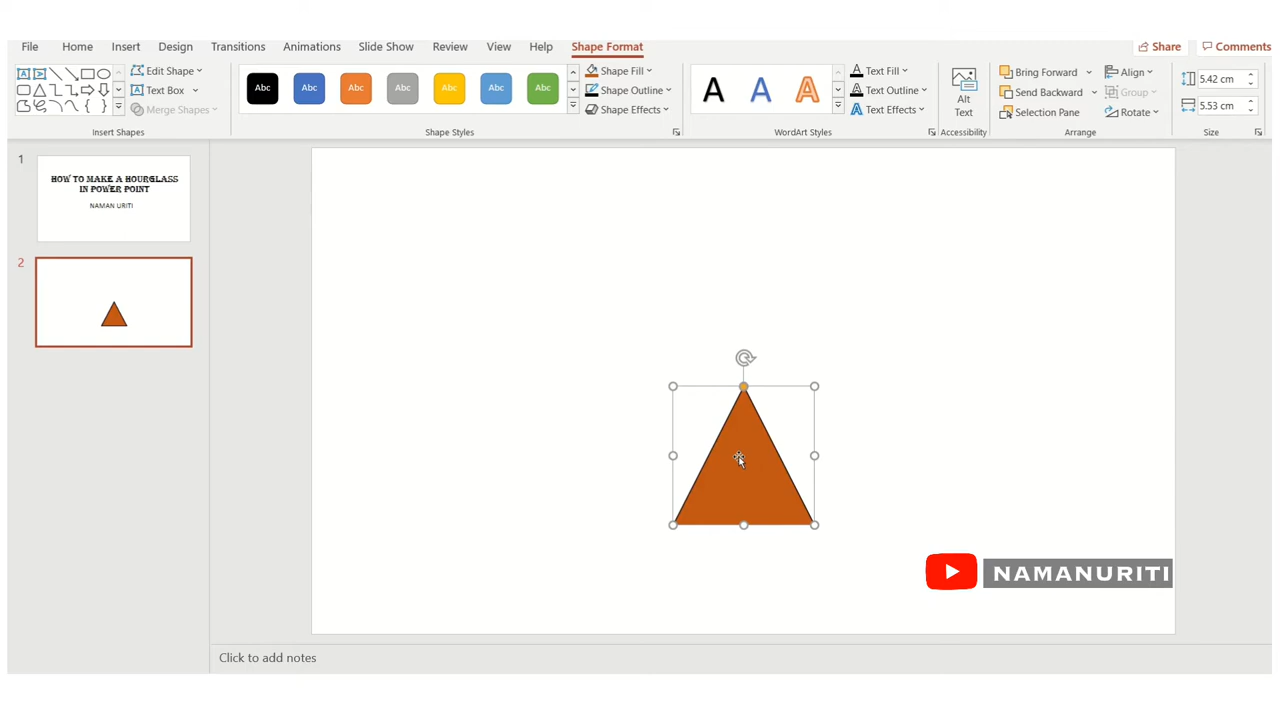 File Home Insert Design Transitions Animations Slide Show Review View Help Shape Format Share Comments
Edit Shape
Text Box
Merge Shapes
Insert Shapes
Abc Abc Abc Abc Abc Abc Abc
Shape Styles
Shape Fill
Shape Outline
Shape Effects
A A A
WordArt Styles
Text Fill
Text Outline
Text Effects
Alt
Text
Accessibility
Bring Forward
Send Backward
Selection Pane
Align
Group
Rotate
Arrange
5.42 cm
5.53 cm
Size
1
HOW TO MAKE A HOURGLASS
IN POWER POINT
NAMAN URITI
2
NAMANURITI
Click to add notes